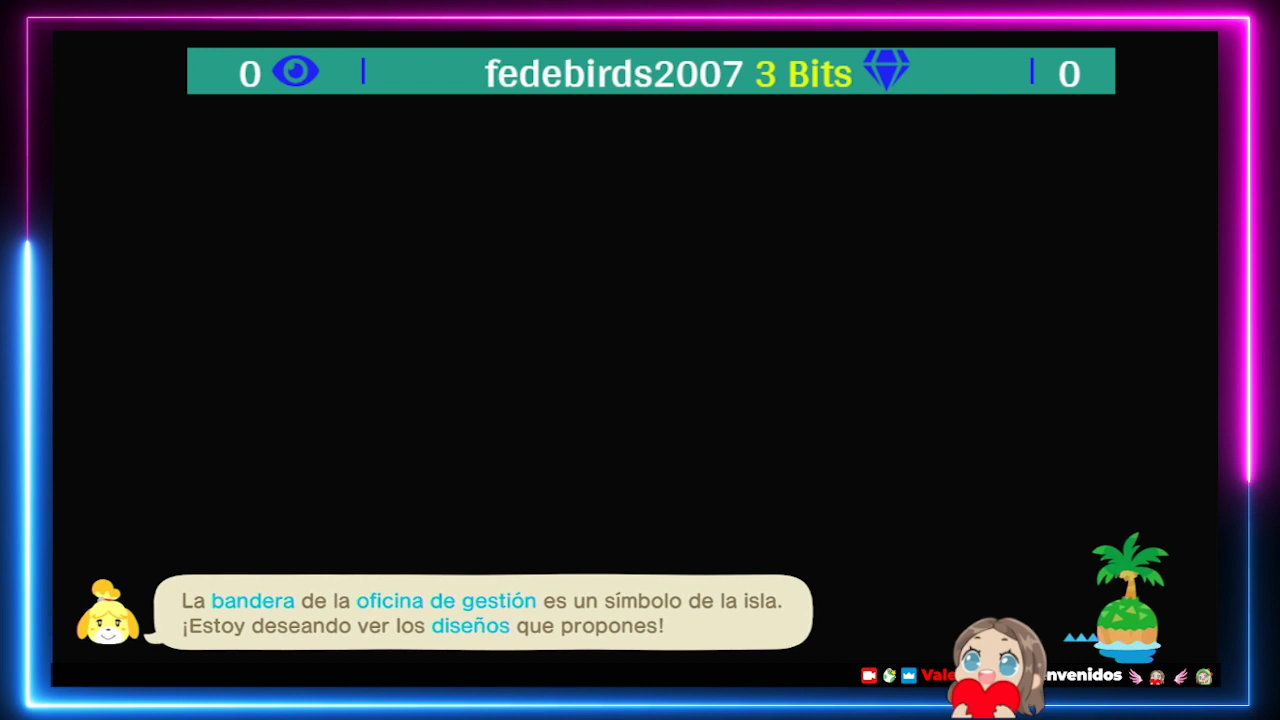 0 fedebirds2007 3 Bits 0
La bandera de la oficina de gestión es un símbolo de la isla.
¡Estoy deseando ver los diseños que propones!